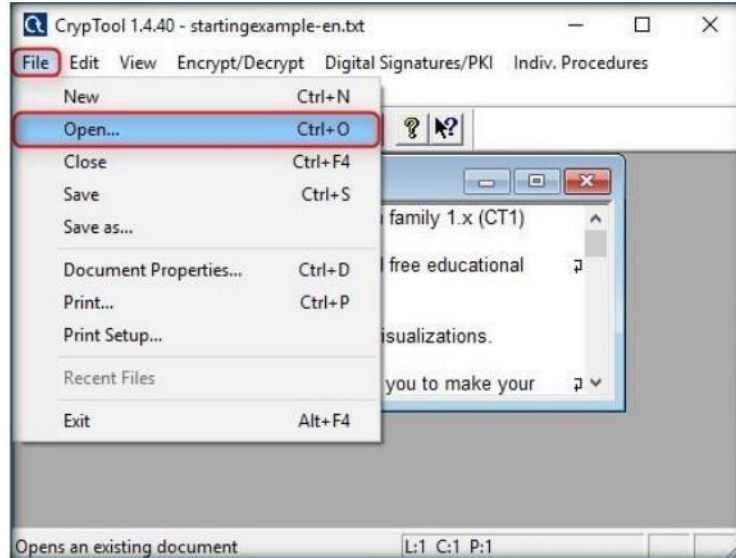 CrypTool 1.4.40 - startingexample-en.txt
File Edit View Encrypt/Decrypt Digital Signatures/PKI Indiv. Procedures
New Ctrl+N
Open... Ctrl+O
Close Ctrl+F4
Save Ctrl+S
Save as...
Document Properties... Ctrl+D
Print... Ctrl+P
Print Setup...
Recent Files
Exit Alt+F4
family 1.x (CT1)
free educational
isualizations.
you to make your
Opens an existing document L:1 C:1 P:1